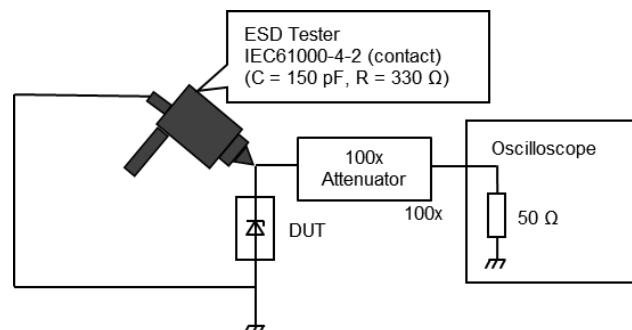 ESD Tester
IEC61000-4-2 (contact)
(C = 150 pF, R = 330 Ω)
100x
Attenuator
100x
Oscilloscope
50 Ω
DUT